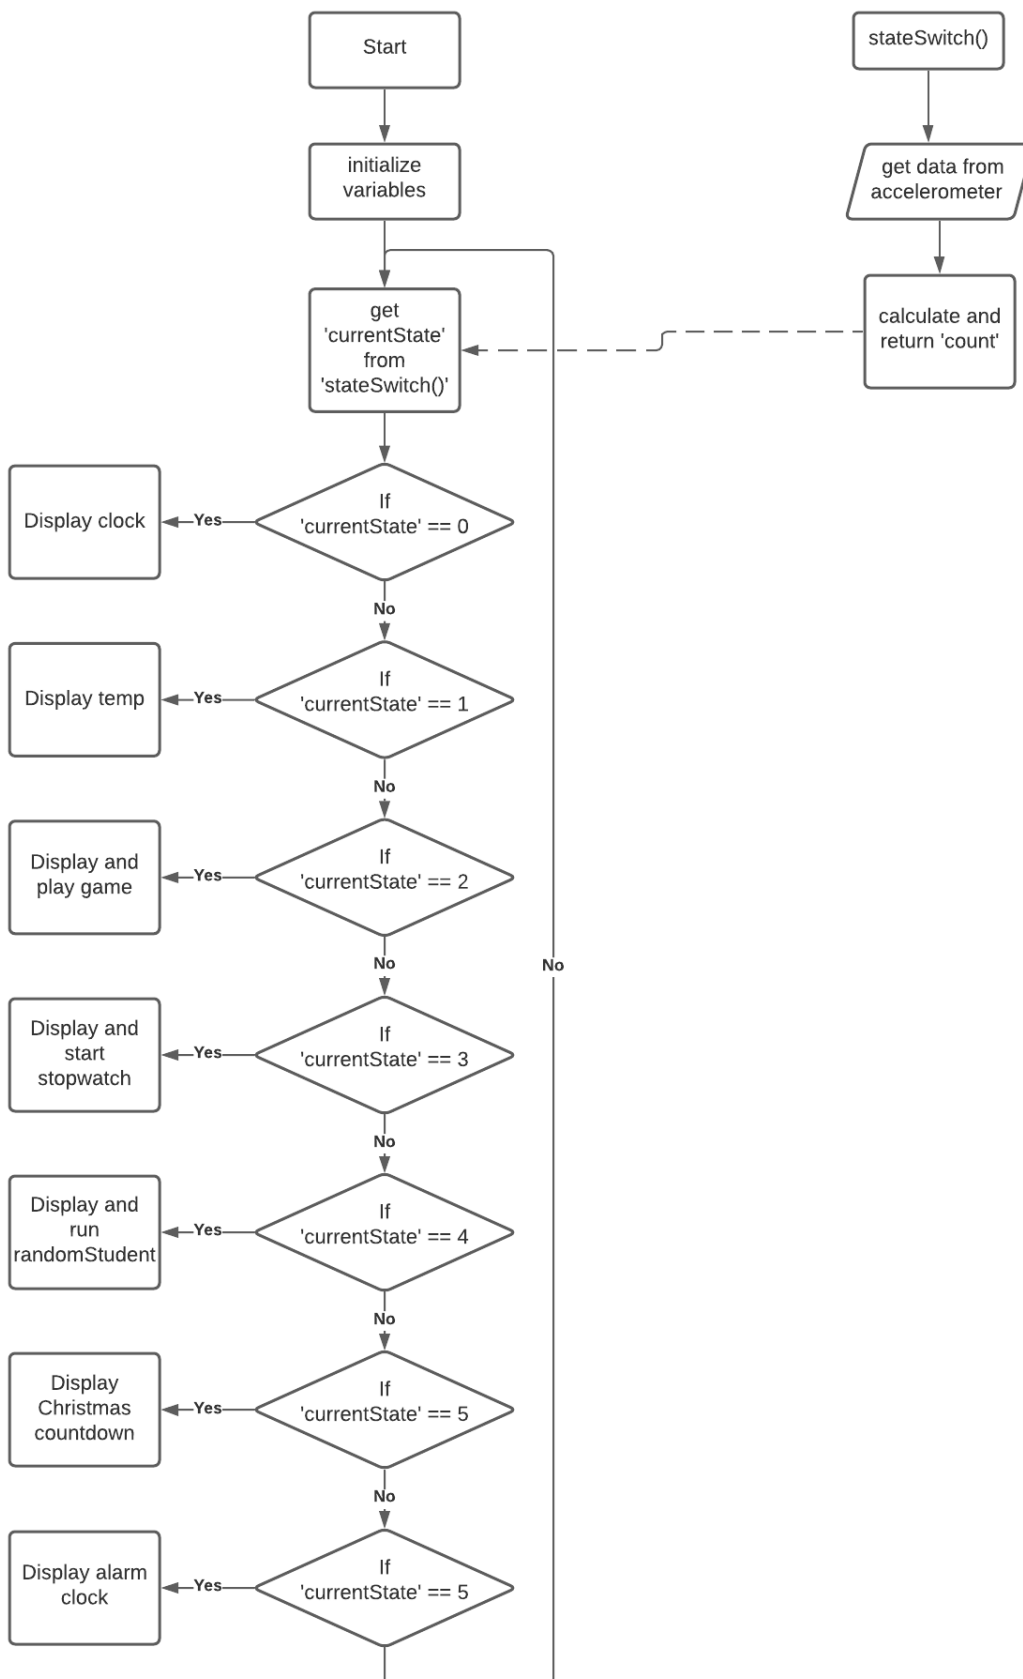 Start
stateSwitch()
initialize
variables
get data from
accelerometer
get
'currentState'
from
'stateSwitch()'
calculate and
return 'count'
If
'currentState' == 0
Yes
Display clock
No
If
'currentState' == 1
Yes
Display temp
No
If
'currentState' == 2
Yes
Display and
play game
No
No
If
'currentState' == 3
Yes
Display and
start
stopwatch
No
If
'currentState' == 4
Yes
Display and
run
randomStudent
No
If
'currentState' == 5
Yes
Display
Christmas
countdown
No
If
'currentState' == 5
Yes
Display alarm
clock